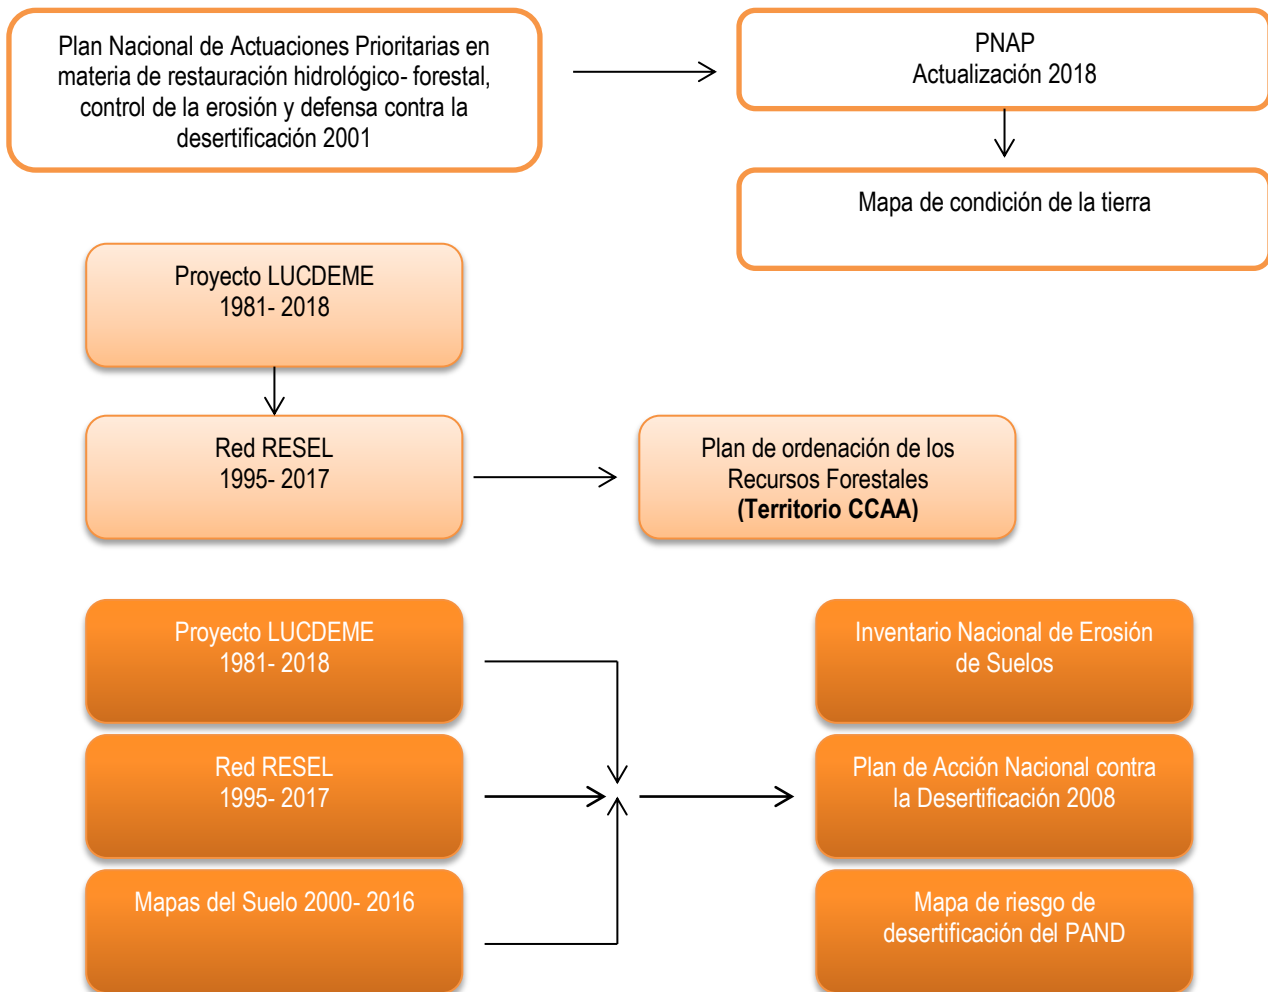 Plan Nacional de Actuaciones Prioritarias en
materia de restauración hidrológico- forestal,
control de la erosión y defensa contra la
desertificación 2001
PNAP
Actualización 2018
Mapa de condición de la tierra
Proyecto LUCDEME
1981- 2018
Red RESEL
1995- 2017
Plan de ordenación de los
Recursos Forestales
(Territorio CCAA)
Proyecto LUCDEME
1981- 2018
Red RESEL
1995- 2017
Mapas del Suelo 2000- 2016
Inventario Nacional de Erosión
de Suelos
Plan de Acción Nacional contra
la Desertificación 2008
Mapa de riesgo de
desertificación del PAND